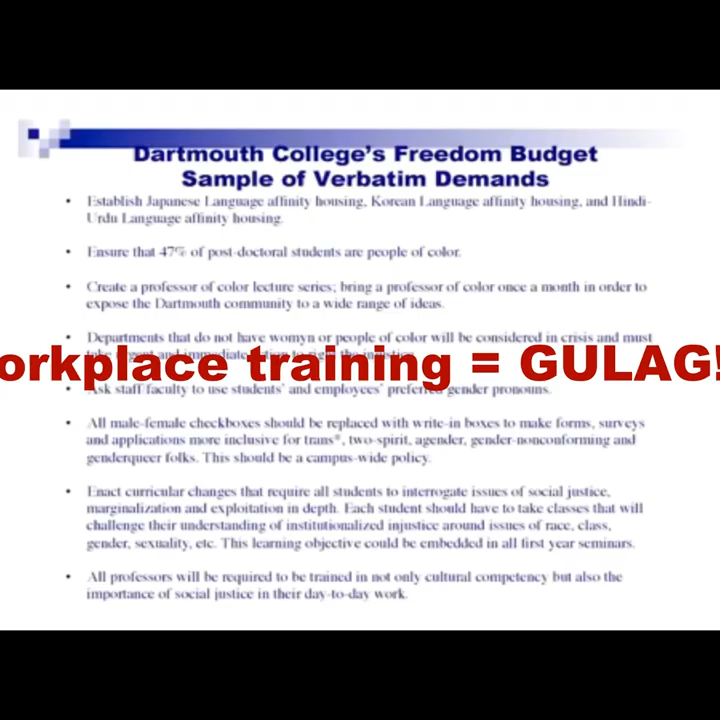 Dartmouth College's Freedom Budget
Sample of Verbatim Demands
• Establish Japanese Language affinity housing, Korean Language affinity housing, and Hindi-
Urdu Language affinity housing.
• Ensure that 47% of post-doctoral students are people of color.
• Create a professor of color lecture series; bring a professor of color once a month in order to
expose the Dartmouth community to a wide range of ideas.
• Departments that do not have womyn or people of color will be considered in crisis and must
take urgent and immediate action to right the injustice.
orkplace training = GULAG!
• Ask staff/faculty to use students' and employees' preferred gender pronouns.
• All male-female checkboxes should be replaced with write-in boxes to make forms, surveys
and applications more inclusive for trans*, two-spirit, agender, gender-nonconforming and
genderqueer folks. This should be a campus-wide policy.
• Enact curricular changes that require all students to interrogate issues of social justice,
marginalization and exploitation in depth. Each student should have to take classes that will
challenge their understanding of institutionalized injustice around issues of race, class,
gender, sexuality, etc. This learning objective could be embedded in all first year seminars.
• All professors will be required to be trained in not only cultural competency but also the
importance of social justice in their day-to-day work.